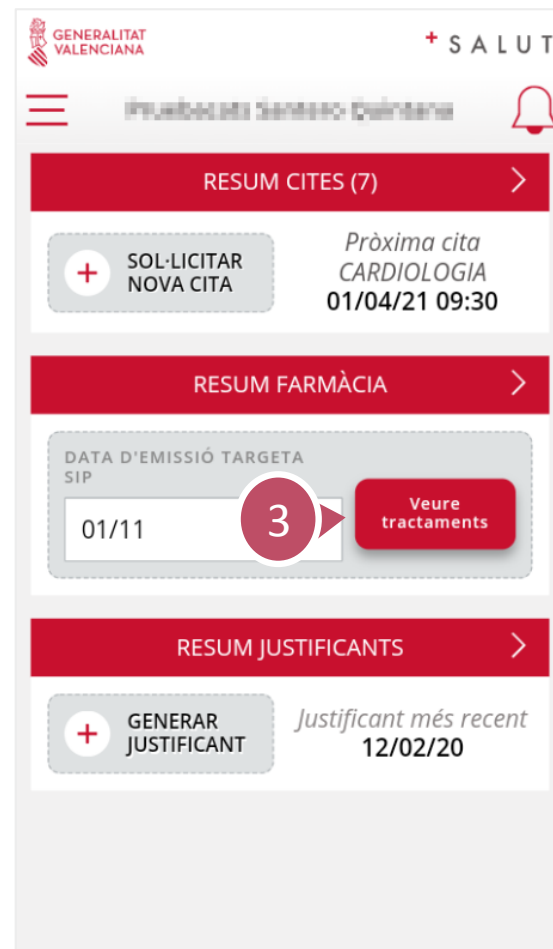 GENERALITAT
VALENCIANA
+SALUT
RESUM CITES (7)
SOL·LICITAR
NOVA CITA
Pròxima cita
CARDIOLOGIA
01/04/21 09:30
RESUM FARMÀCIA
DATA D'EMISSIÓ TARGETA
SIP
01/11
3
Veure
tractaments
RESUM JUSTIFICANTS
GENERAR
JUSTIFICANT
Justificant més recent
12/02/20